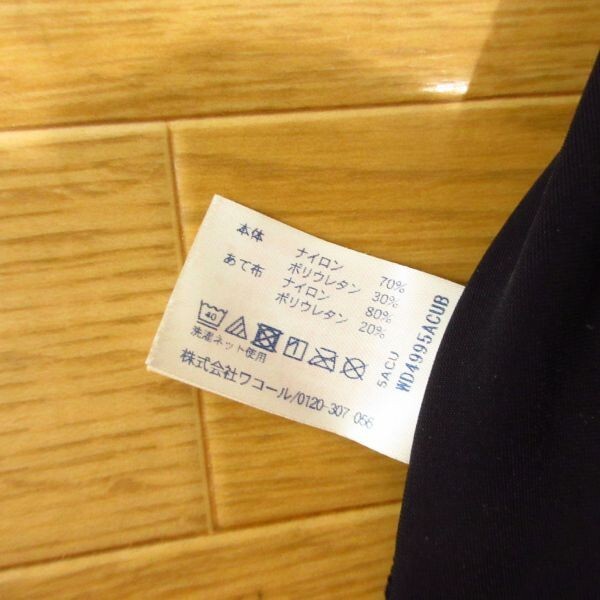 本体 ナイロン 70%
ポリウレタン 30%
あて布 ナイロン 80%
ポリウレタン 20%
40
洗濯ネット使用
株式会社ワコール/0120-307 056
5ACU
WD4995ACUB